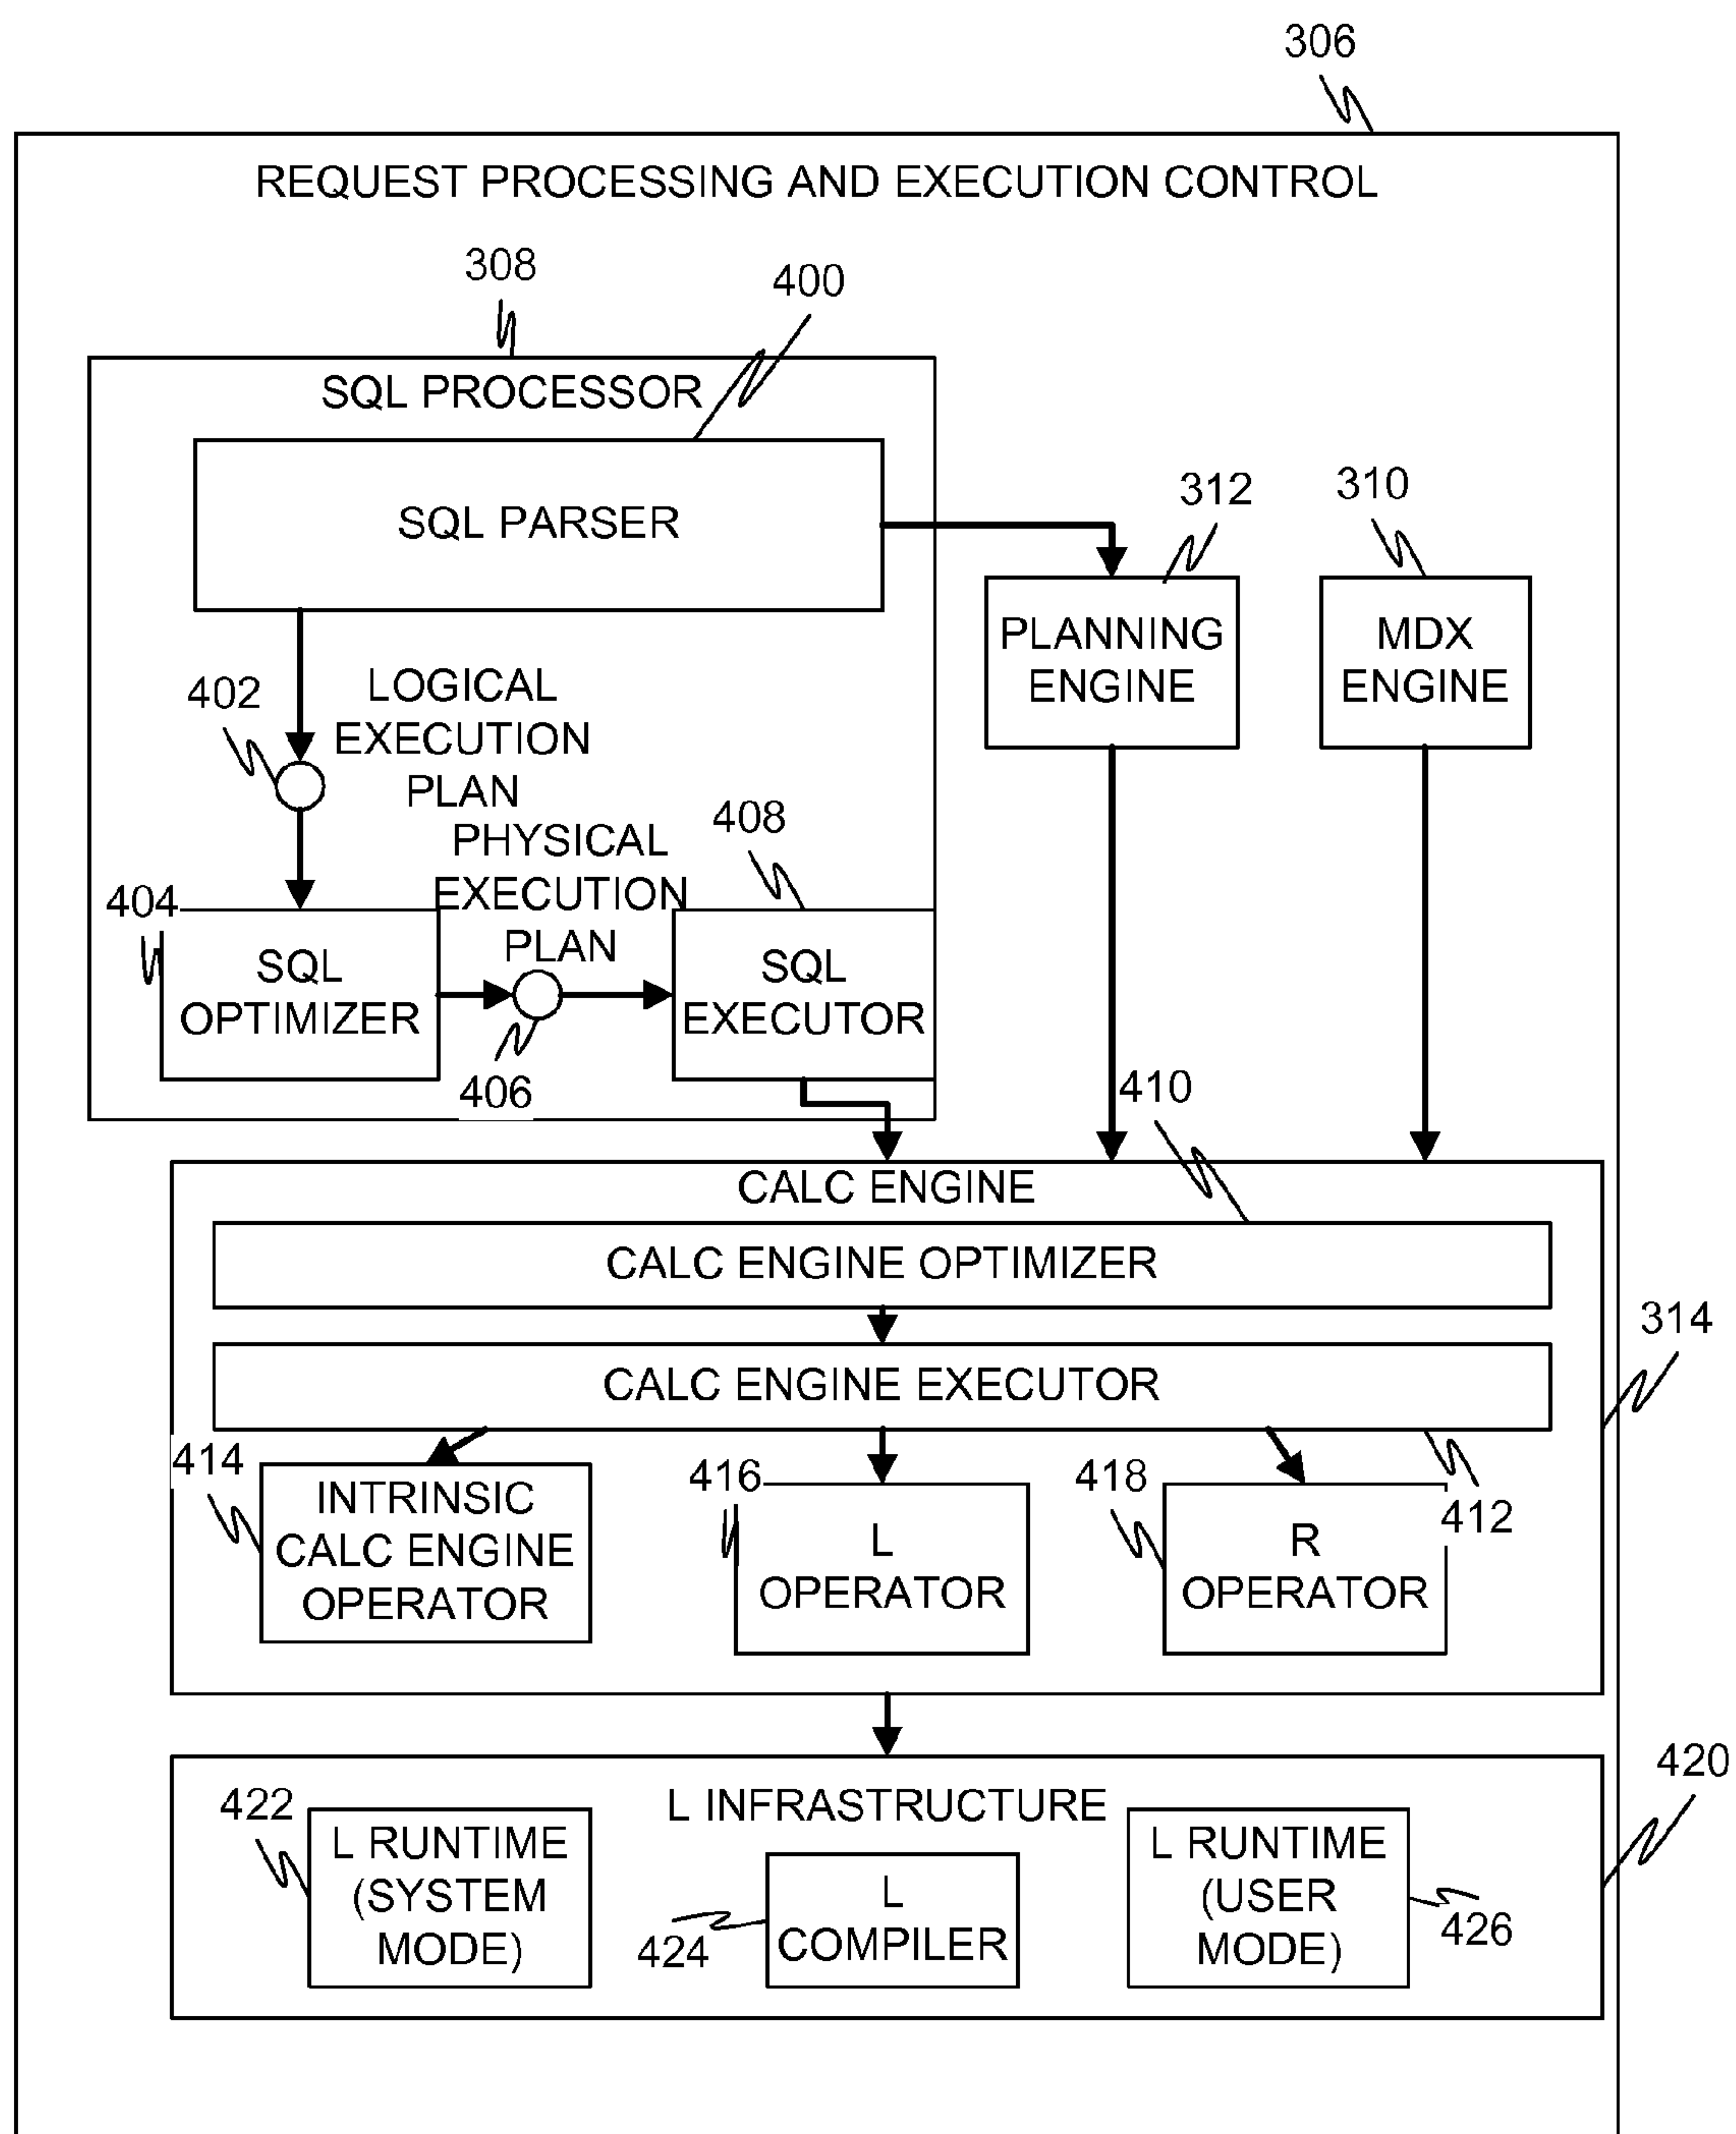 306
REQUEST PROCESSING AND EXECUTION CONTROL
308
400
SQL PROCESSOR
SQL PARSER
312
310
PLANNING
ENGINE
MDX
ENGINE
402
LOGICAL
EXECUTION
PLAN
PHYSICAL
EXECUTION
PLAN
408
404
SQL
OPTIMIZER
SQL
EXECUTOR
406
410
CALC ENGINE
CALC ENGINE OPTIMIZER
314
CALC ENGINE EXECUTOR
414
INTRINSIC
CALC ENGINE
OPERATOR
416
L
OPERATOR
418
R
OPERATOR
412
420
L INFRASTRUCTURE
422
L RUNTIME
(SYSTEM
MODE)
424
L
COMPILER
L RUNTIME
(USER
MODE)
426